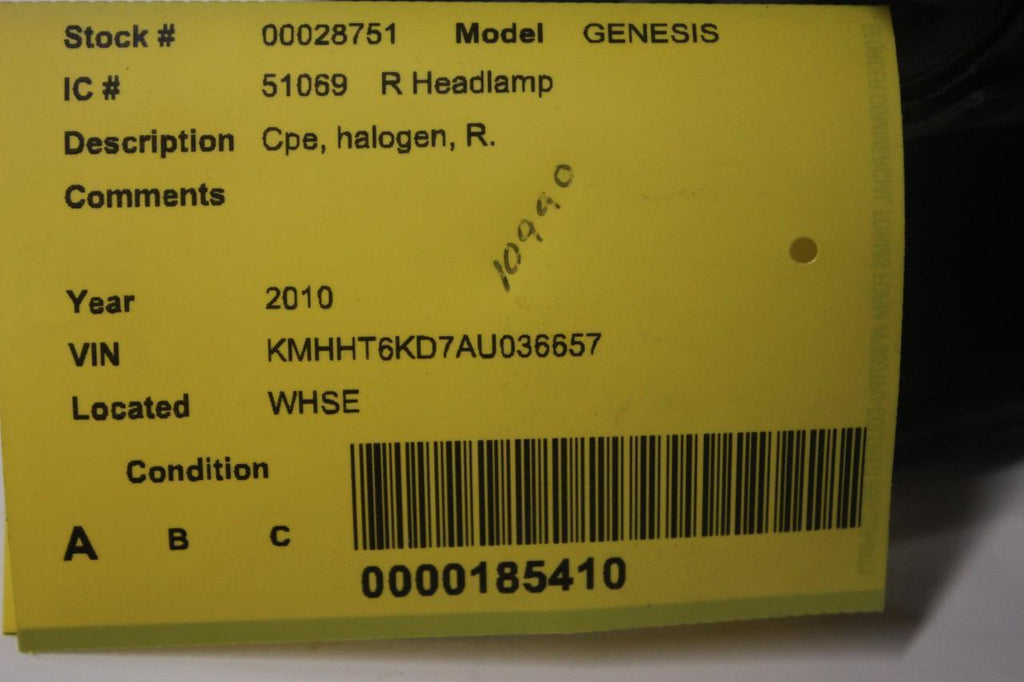 Stock # 00028751 Model GENESIS
IC # 51069 R Headlamp
Description Cpe, halogen, R.
Comments
10990
Year 2010
VIN KMHHT6KD7AU036657
Located WHSE
Condition
A B C
0000185410